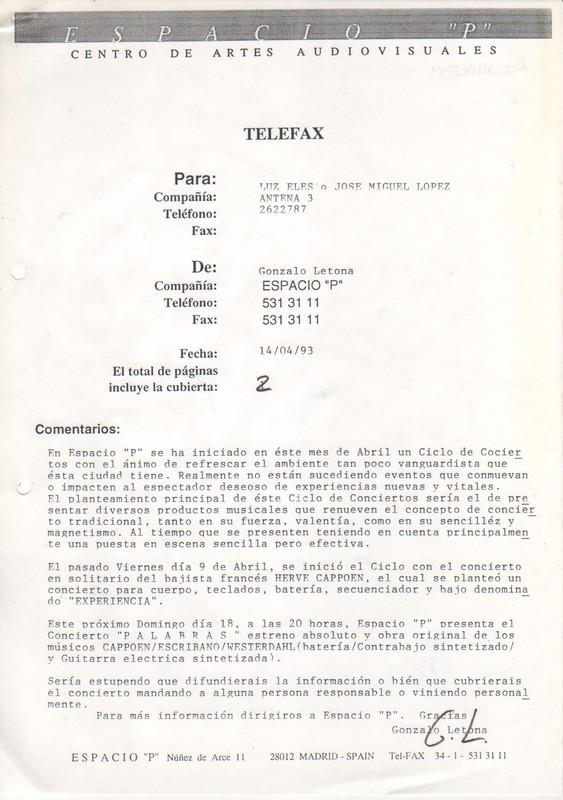 ESPACIO "P"
CENTRO DE ARTES AUDIOVISUALES
TELEFAX
Para: LUZ ELES o JOSE MIGUEL LOPEZ
Compañía: ANTENA 3
Teléfono: 2622787
Fax:
De: Gonzalo Letona
Compañía: ESPACIO "P"
Teléfono: 531 31 11
Fax: 531 31 11
Fecha: 14/04/93
El total de páginas
incluye la cubierta: 2
Comentarios:
En Espacio "P" se ha iniciado en éste mes de Abril un Ciclo de Cocier
tos con el ánimo de refrescar el ambiente tan poco vanguardista que
ésta ciudad tiene. Realmente no están sucediendo eventos que conmuevan
o impacten al espectador deseoso de experiencias nuevas y vitales.
El planteamiento principal de éste Ciclo de Conciertos sería el de pre
sentar diversos productos musicales que renueven el concepto de concier
to tradicional, tanto en su fuerza, valentía, como en su sencilléz y
magnetismo. Al tiempo que se presenten teniendo en cuenta principalmen
te una puesta en escena sencilla pero efectiva.
El pasado Viernes día 9 de Abril, se inició el Ciclo con el concierto
en solitario del bajista francés HERVE CAPPOEN, el cual se planteó un
concierto para cuerpo, teclados, batería, secuenciador y bajo denomina
do "EXPERIENCIA".
Este próximo Domingo día 18, a las 20 horas, Espacio "P" presenta el
Concierto "P A L A B R A S " estreno absoluto y obra original de los
músicos CAPPOEN/ESCRIBANO/WESTERDAHL(batería/Contrabajo sintetizado/
y Guitarra electrica sintetizada).
Sería estupendo que difundierais la información o bién que cubrierais
el concierto mandando a alguna persona responsable o viniendo personal
mente.
Para más información dirigiros a Espacio "P". Gracias
Gonzalo Letona
G.L.
ESPACIO "P" Núñez de Arce 11 28012 MADRID - SPAIN Tel-FAX 34 - 1 - 531 31 11